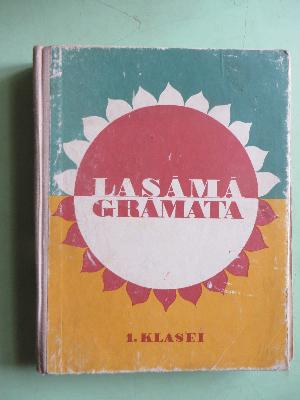 LASĀMĀ
GRĀMATA
1. KLASEI